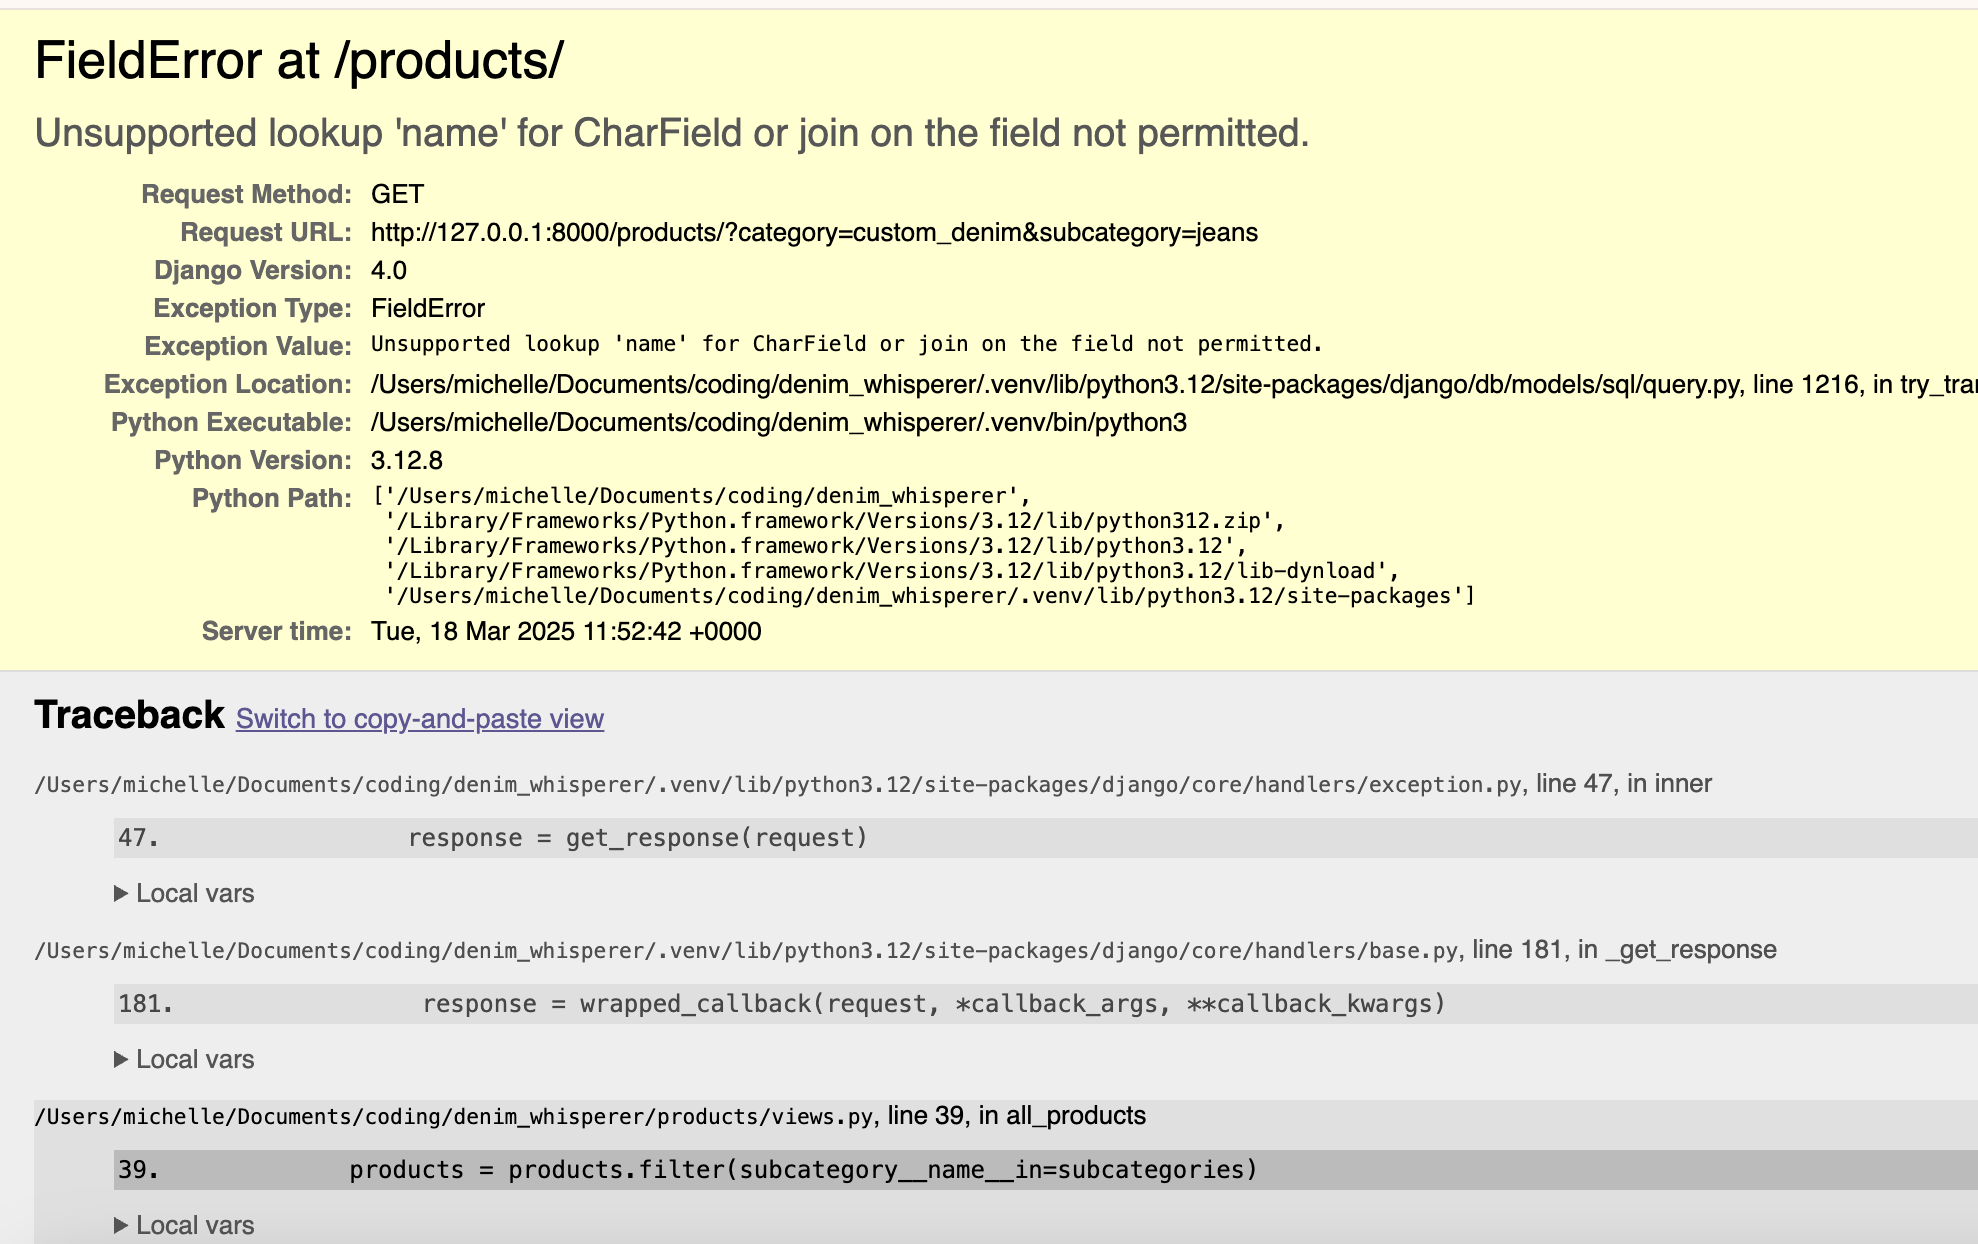 FieldError at /products/
Unsupported lookup 'name' for CharField or join on the field not permitted.
Request Method: GET
Request URL: http://127.0.0.1:8000/products/?category=custom_denim&subcategory=jeans
Django Version: 4.0
Exception Type: FieldError
Exception Value: Unsupported lookup 'name' for CharField or join on the field not permitted.
Exception Location: /Users/michelle/Documents/coding/denim_whisperer/.venv/lib/python3.12/site-packages/django/db/models/sql/query.py, line 1216, in
Python Executable: /Users/michelle/Documents/coding/denim_whisperer/.venv/bin/python3
Python Version: 3.12.8
Python Path: ['/Users/michelle/Documents/coding/denim_whisperer',
'/Library/Frameworks/Python.framework/Versions/3.12/lib/python312.zip',
'/Library/Frameworks/Python.framework/Versions/3.12/lib/python3.12',
'/Library/Frameworks/Python.framework/Versions/3.12/lib/python3.12/lib-dynload',
'/Users/michelle/Documents/coding/denim_whisperer/.venv/lib/python3.12/site-packages']
Server time: Tue, 18 Mar 2025 11:52:42 +0000
Traceback Switch to copy-and-paste view
/Users/michelle/Documents/coding/denim_whisperer/.venv/lib/python3.12/site-packages/django/core/handlers/exception.py, line 47, in inner
47. response = get_response(request)
▶ Local vars
/Users/michelle/Documents/coding/denim_whisperer/.venv/lib/python3.12/site-packages/django/core/handlers/base.py, line 181, in _get_response
181. response = wrapped_callback(request, *callback_args, **callback_kwargs)
▶ Local vars
/Users/michelle/Documents/coding/denim_whisperer/products/views.py, line 39, in all_products
39. products = products.filter(subcategory__name__in=subcategories)
▶ Local vars